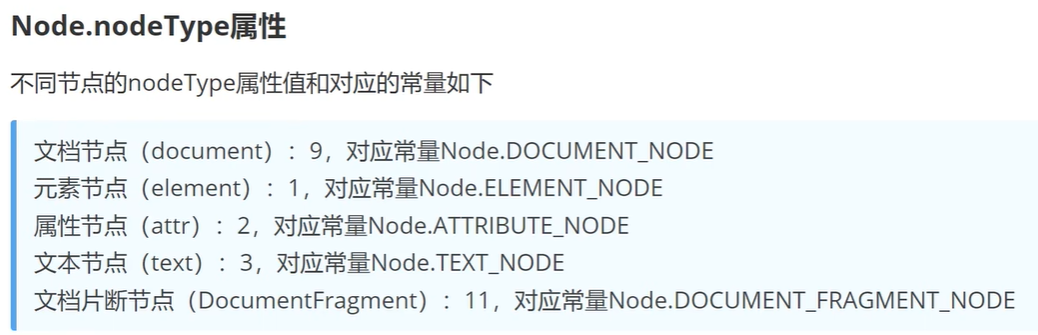 Node.nodeType属性
不同节点的nodeType属性值和对应的常量如下
文档节点（document）：9，对应常量Node.DOCUMENT_NODE
元素节点（element）：1，对应常量Node.ELEMENT_NODE
属性节点（attr）：2，对应常量Node.ATTRIBUTE_NODE
文本节点（text）：3，对应常量Node.TEXT_NODE
文档片断节点（DocumentFragment）：11，对应常量Node.DOCUMENT_FRAGMENT_NODE